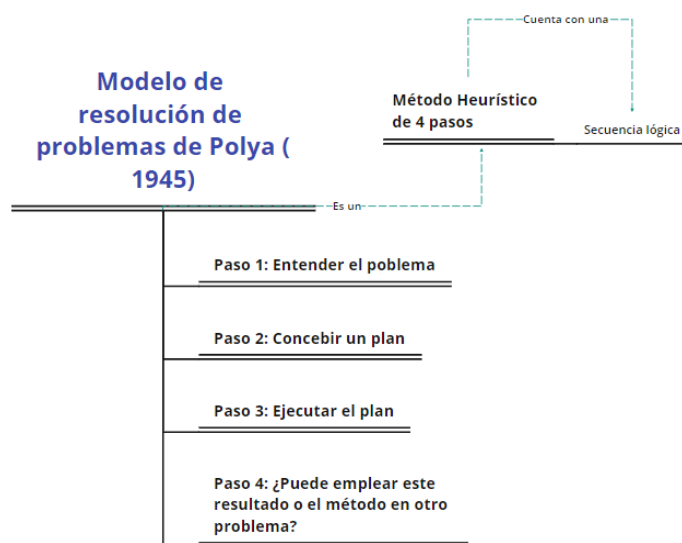 Cuenta con una
Modelo de
resolución de
problemas de Polya (
1945)
Método Heurístico
de 4 pasos
Secuencia lógica
Es un
Paso 1: Entender el poblema
Paso 2: Concebir un plan
Paso 3: Ejecutar el plan
Paso 4: ¿Puede emplear este
resultado o el método en otro
problema?